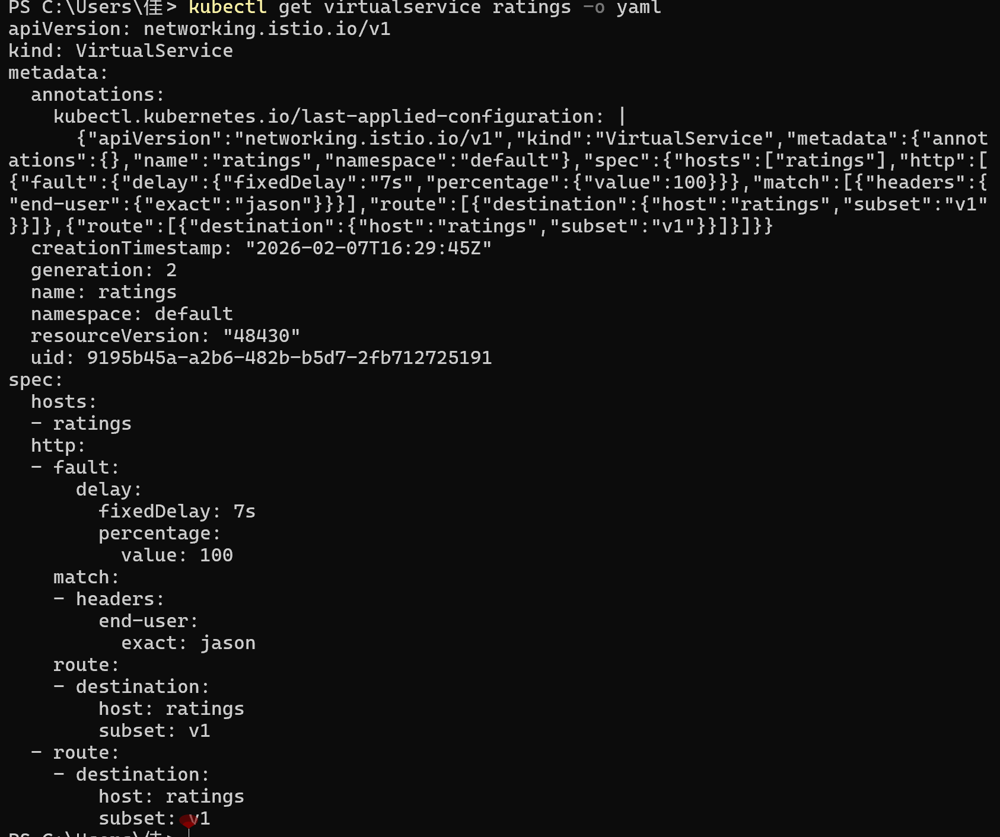 PS C:\Users\佳> kubectl get virtualservice ratings -o yaml
apiVersion: networking.istio.io/v1
kind: VirtualService
metadata:
  annotations:
    kubectl.kubernetes.io/last-applied-configuration: |
      {"apiVersion":"networking.istio.io/v1","kind":"VirtualService","metadata":{"annot
ations":{},"name":"ratings","namespace":"default"},"spec":{"hosts":["ratings"],"http":[
{"fault":{"delay":{"fixedDelay":"7s","percentage":{"value":100}}},"match":[{"headers":{
"end-user":{"exact":"jason"}}}],"route":[{"destination":{"host":"ratings","subset":"v1"
}}]},{"route":[{"destination":{"host":"ratings","subset":"v1"}}]}]}}
  creationTimestamp: "2026-02-07T16:29:45Z"
  generation: 2
  name: ratings
  namespace: default
  resourceVersion: "48430"
  uid: 9195b45a-a2b6-482b-b5d7-2fb712725191
spec:
  hosts:
  - ratings
  http:
  - fault:
      delay:
        fixedDelay: 7s
        percentage:
          value: 100
    match:
    - headers:
        end-user:
          exact: jason
    route:
    - destination:
        host: ratings
        subset: v1
  - route:
    - destination:
        host: ratings
        subset: v1
PS C:\Users\佳>